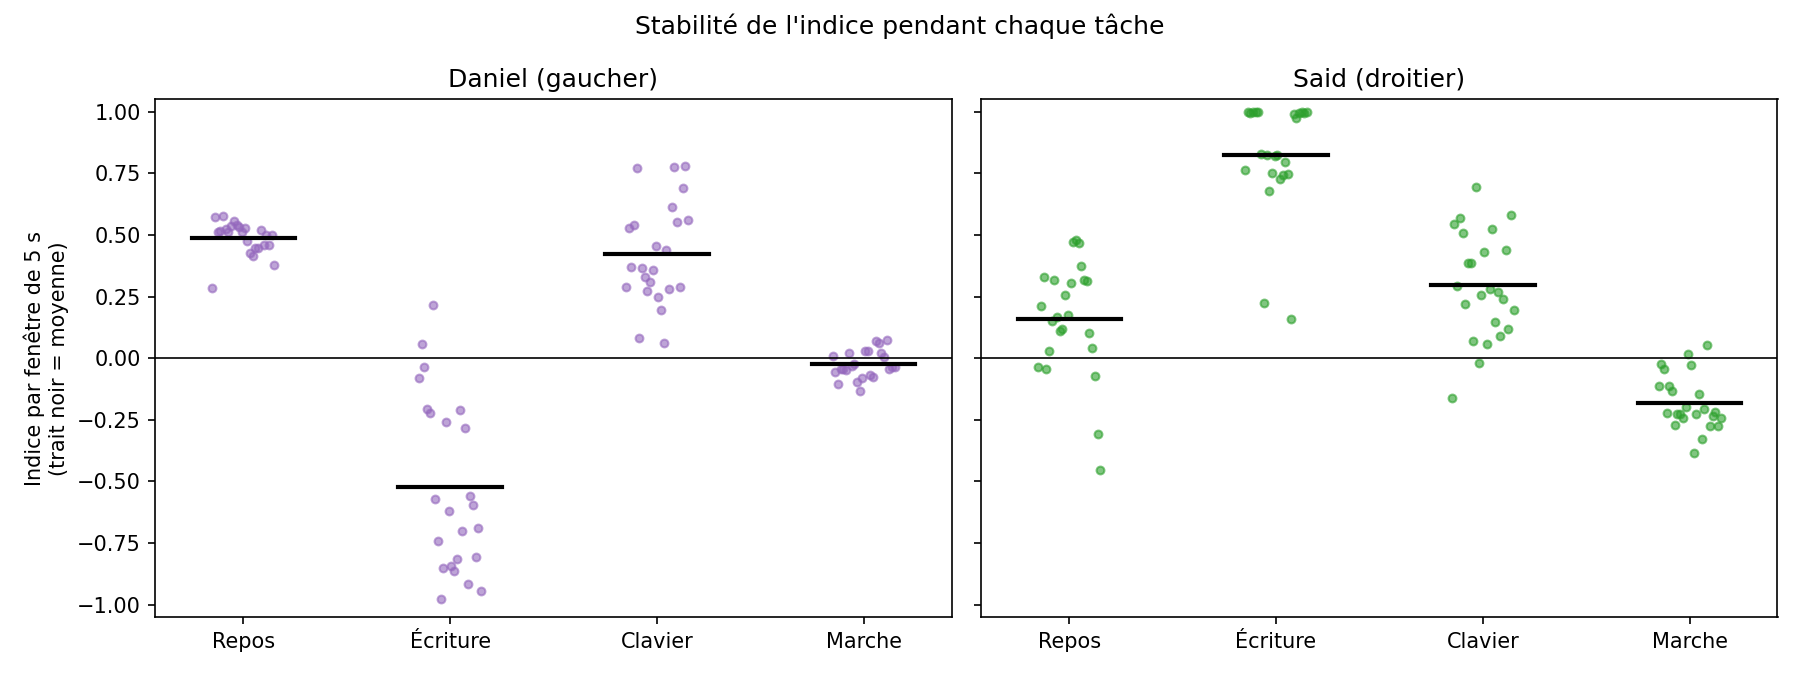 Stabilité de l'indice pendant chaque tâche
Daniel (gaucher)
Said (droitier)
Indice par fenêtre de 5 s
(trait noir = moyenne)
1.00
0.75
0.50
0.25
0.00
−0.25
−0.50
−0.75
−1.00
Repos Écriture Clavier Marche
Repos Écriture Clavier Marche